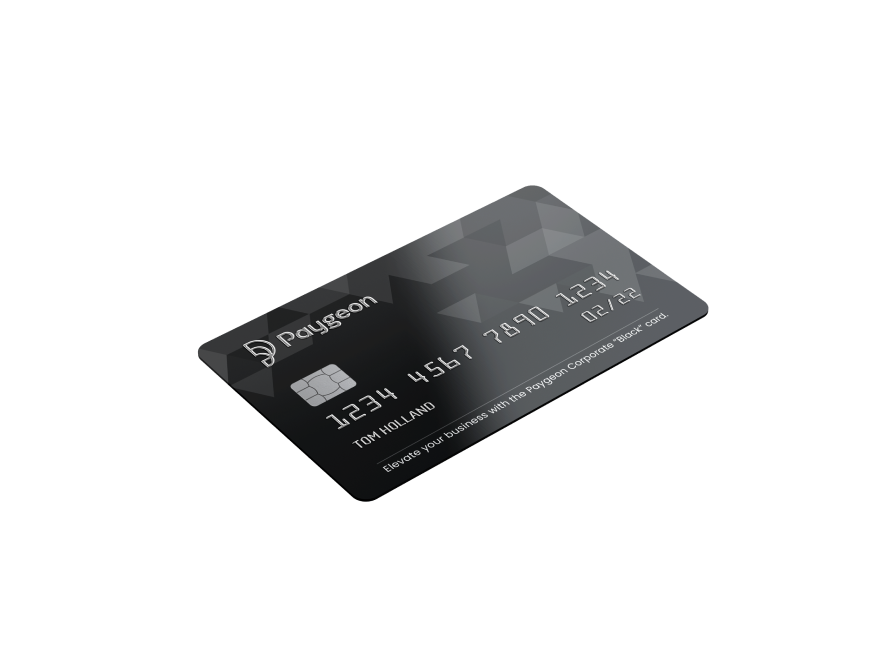 Paygeon
1234 4567 7890 1234
02/22
TOM HOLLAND
Elevate your business with the Paygeon Corporate "Black" card.